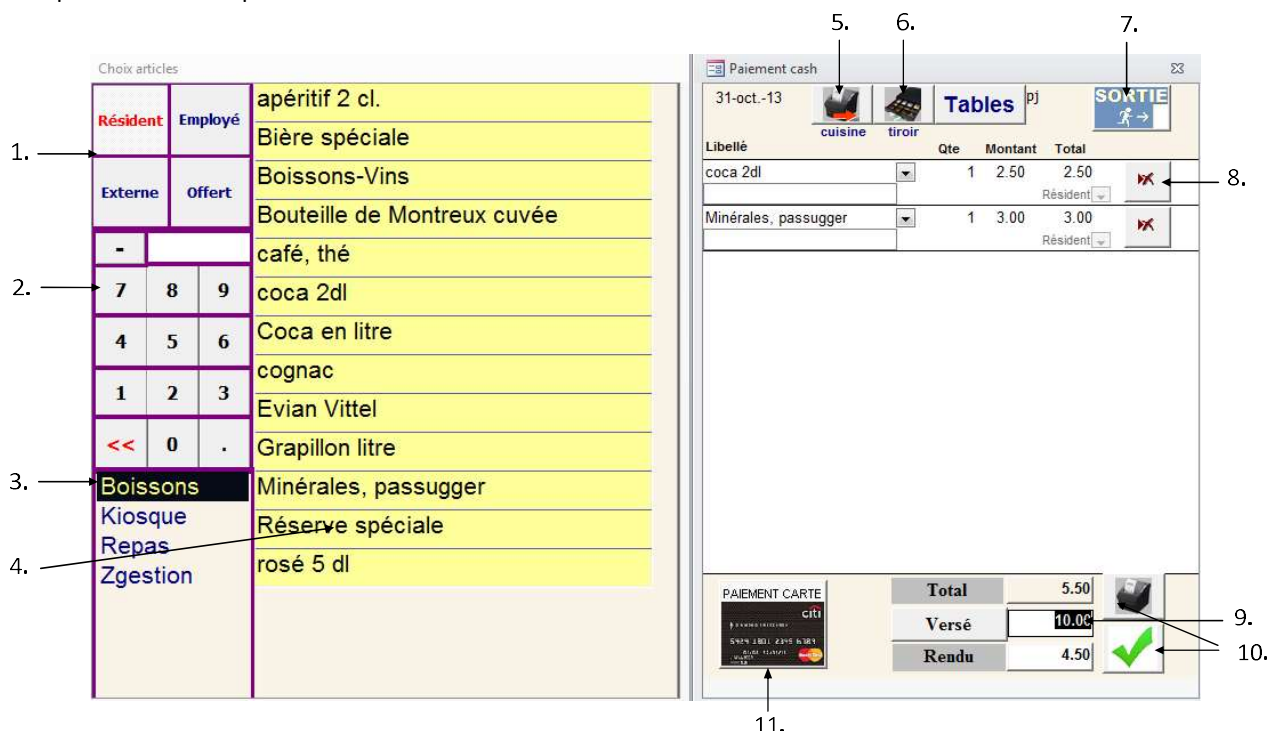 5.
6.
7.
Choix articles
Résident
Employé
Externe
Offert
-
7 8 9
4 5 6
1 2 3
<< 0 .
Boissons
Kiosque
Repas
Zgestion
apéritif 2 cl.
Bière spéciale
Boissons-Vins
Bouteille de Montreux cuvée
café, thé
coca 2dl
Coca en litre
cognac
Evian Vittel
Grapillon litre
Minérales, passugger
Réserve spéciale
rosé 5 dl
1.
2.
3.
4.
Paiement cash
31-oct.-13
cuisine
tiroir
Tables
pj
SORTIE
Libellé Qte Montant Total
coca 2dl 1 2.50 2.50
Résident
Minérales, passugger 1 3.00 3.00
Résident
8.
PAIEMENT CARTE
citi
Total 5.50
Versé 10.00
Rendu 4.50
9.
10.
11.